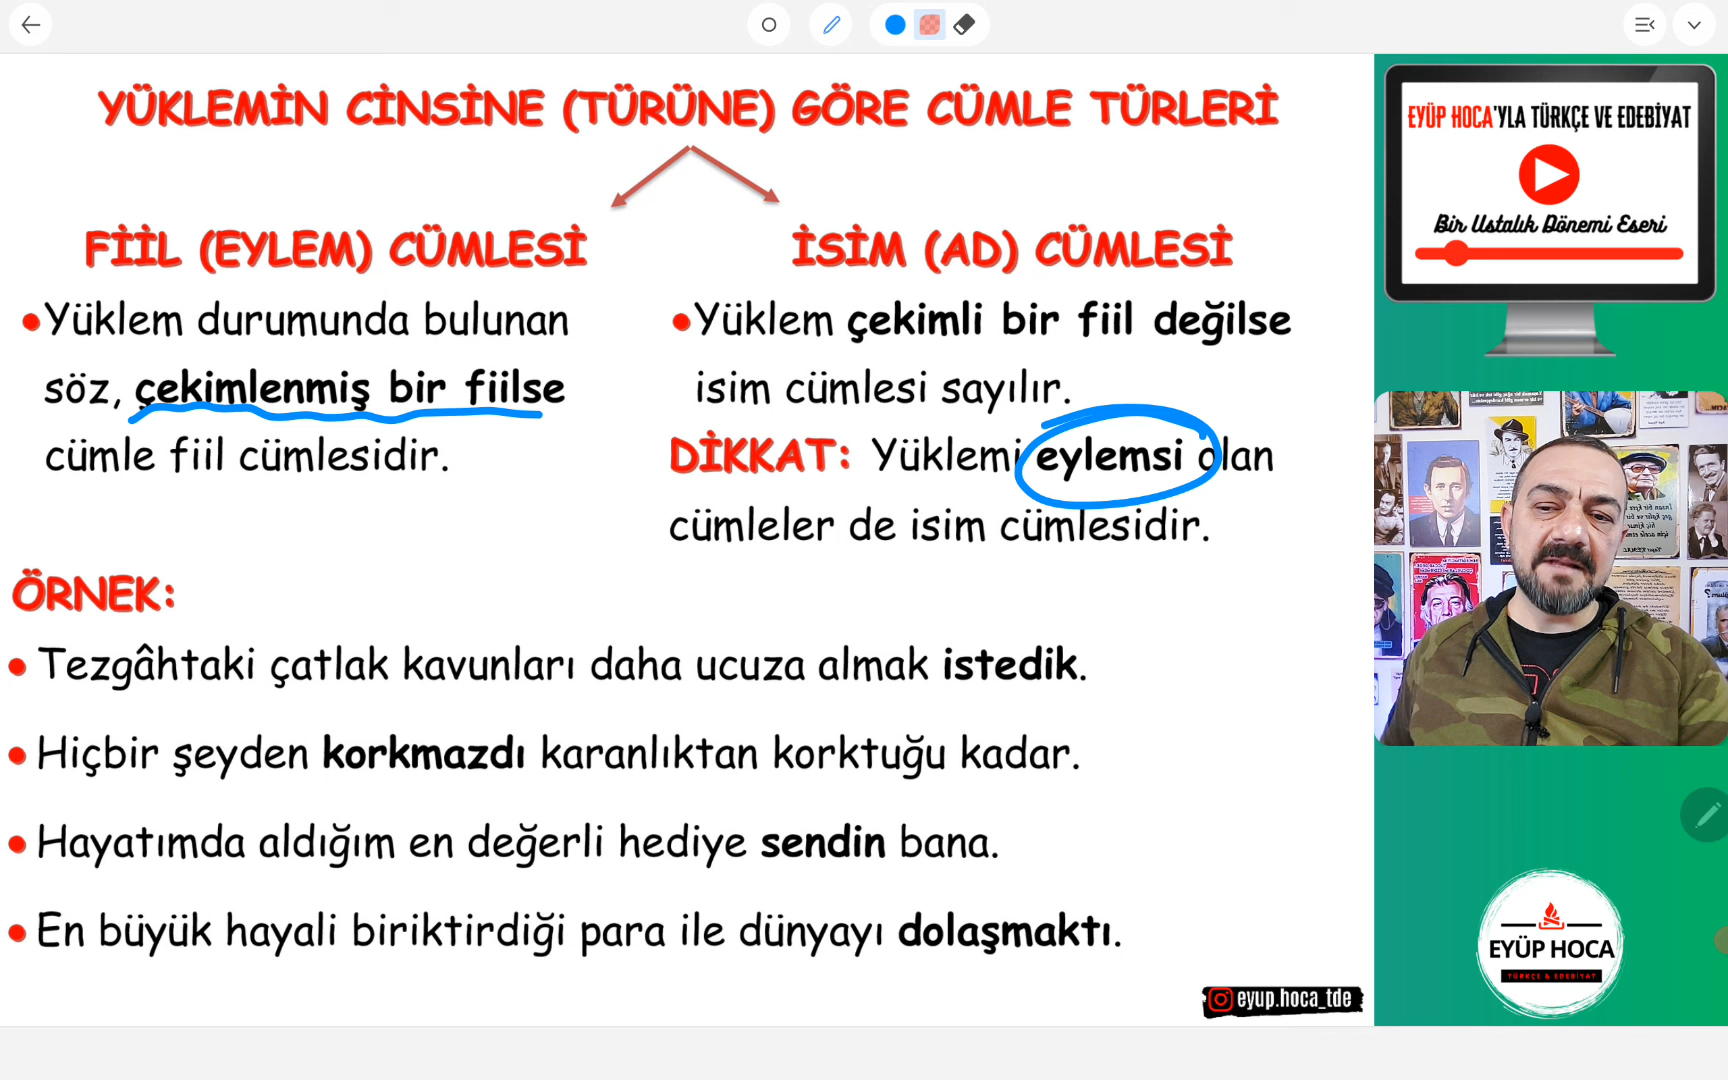 YÜKLEMİN CİNSİNE (TÜRÜNE) GÖRE CÜMLE TÜRLERİ
FİİL (EYLEM) CÜMLESİ
•Yüklem durumunda bulunan
söz, çekimlenmiş bir fiilse
cümle fiil cümlesidir.
İSİM (AD) CÜMLESİ
•Yüklem çekimli bir fiil değilse
isim cümlesi sayılır.
DİKKAT: Yüklemi eylemsi olan
cümleler de isim cümlesidir.
ÖRNEK:
• Tezgâhtaki çatlak kavunları daha ucuza almak istedik.
• Hiçbir şeyden korkmazdı karanlıktan korktuğu kadar.
• Hayatımda aldığım en değerli hediye sendin bana.
• En büyük hayali biriktirdiği para ile dünyayı dolaşmaktı.
eyup.hoca_tde
EYÜP HOCA'YLA TÜRKÇE VE EDEBİYAT
Bir Ustalık Dönemi Eseri
EYÜP HOCA
TÜRKÇE & EDEBİYAT